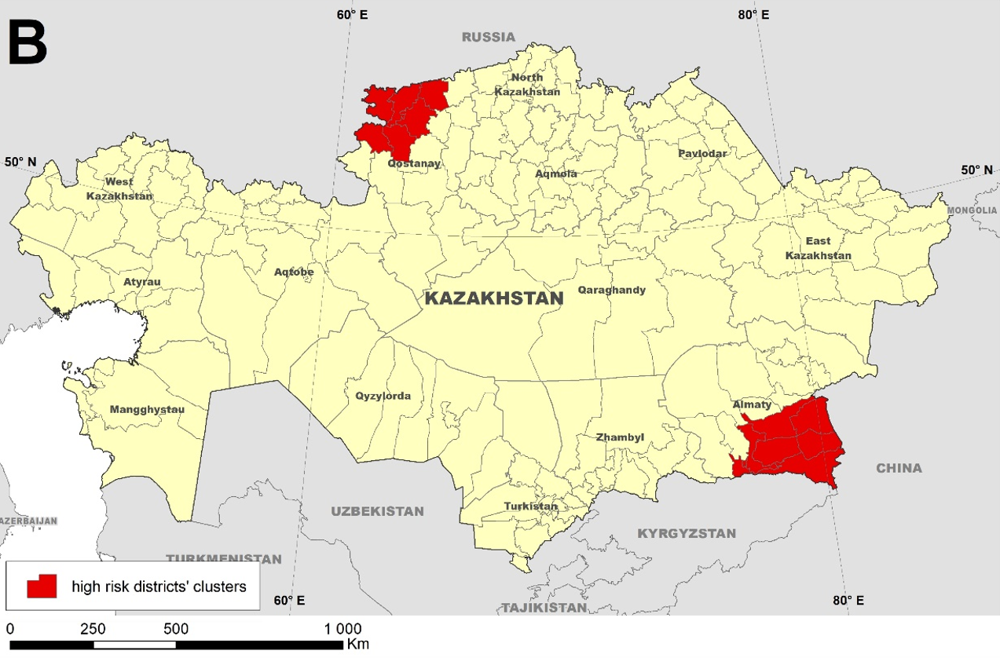 B
60° E
80° E
RUSSIA
North
Kazakhstan
50° N
Qostanay
Pavlodar
Aqmola
50° N
West
Kazakhstan
MONGOLIA
East
Kazakhstan
Aqtobe
Atyrau
KAZAKHSTAN
Qaraghandy
Qyzylorda
Almaty
Mangghystau
Zhambyl
CHINA
Turkistan
UZBEKISTAN
AZERBAIJAN
KYRGYZSTAN
TURKMENISTAN
high risk districts' clusters
60° E
80° E
TAJIKISTAN
0 250 500 1 000
Km